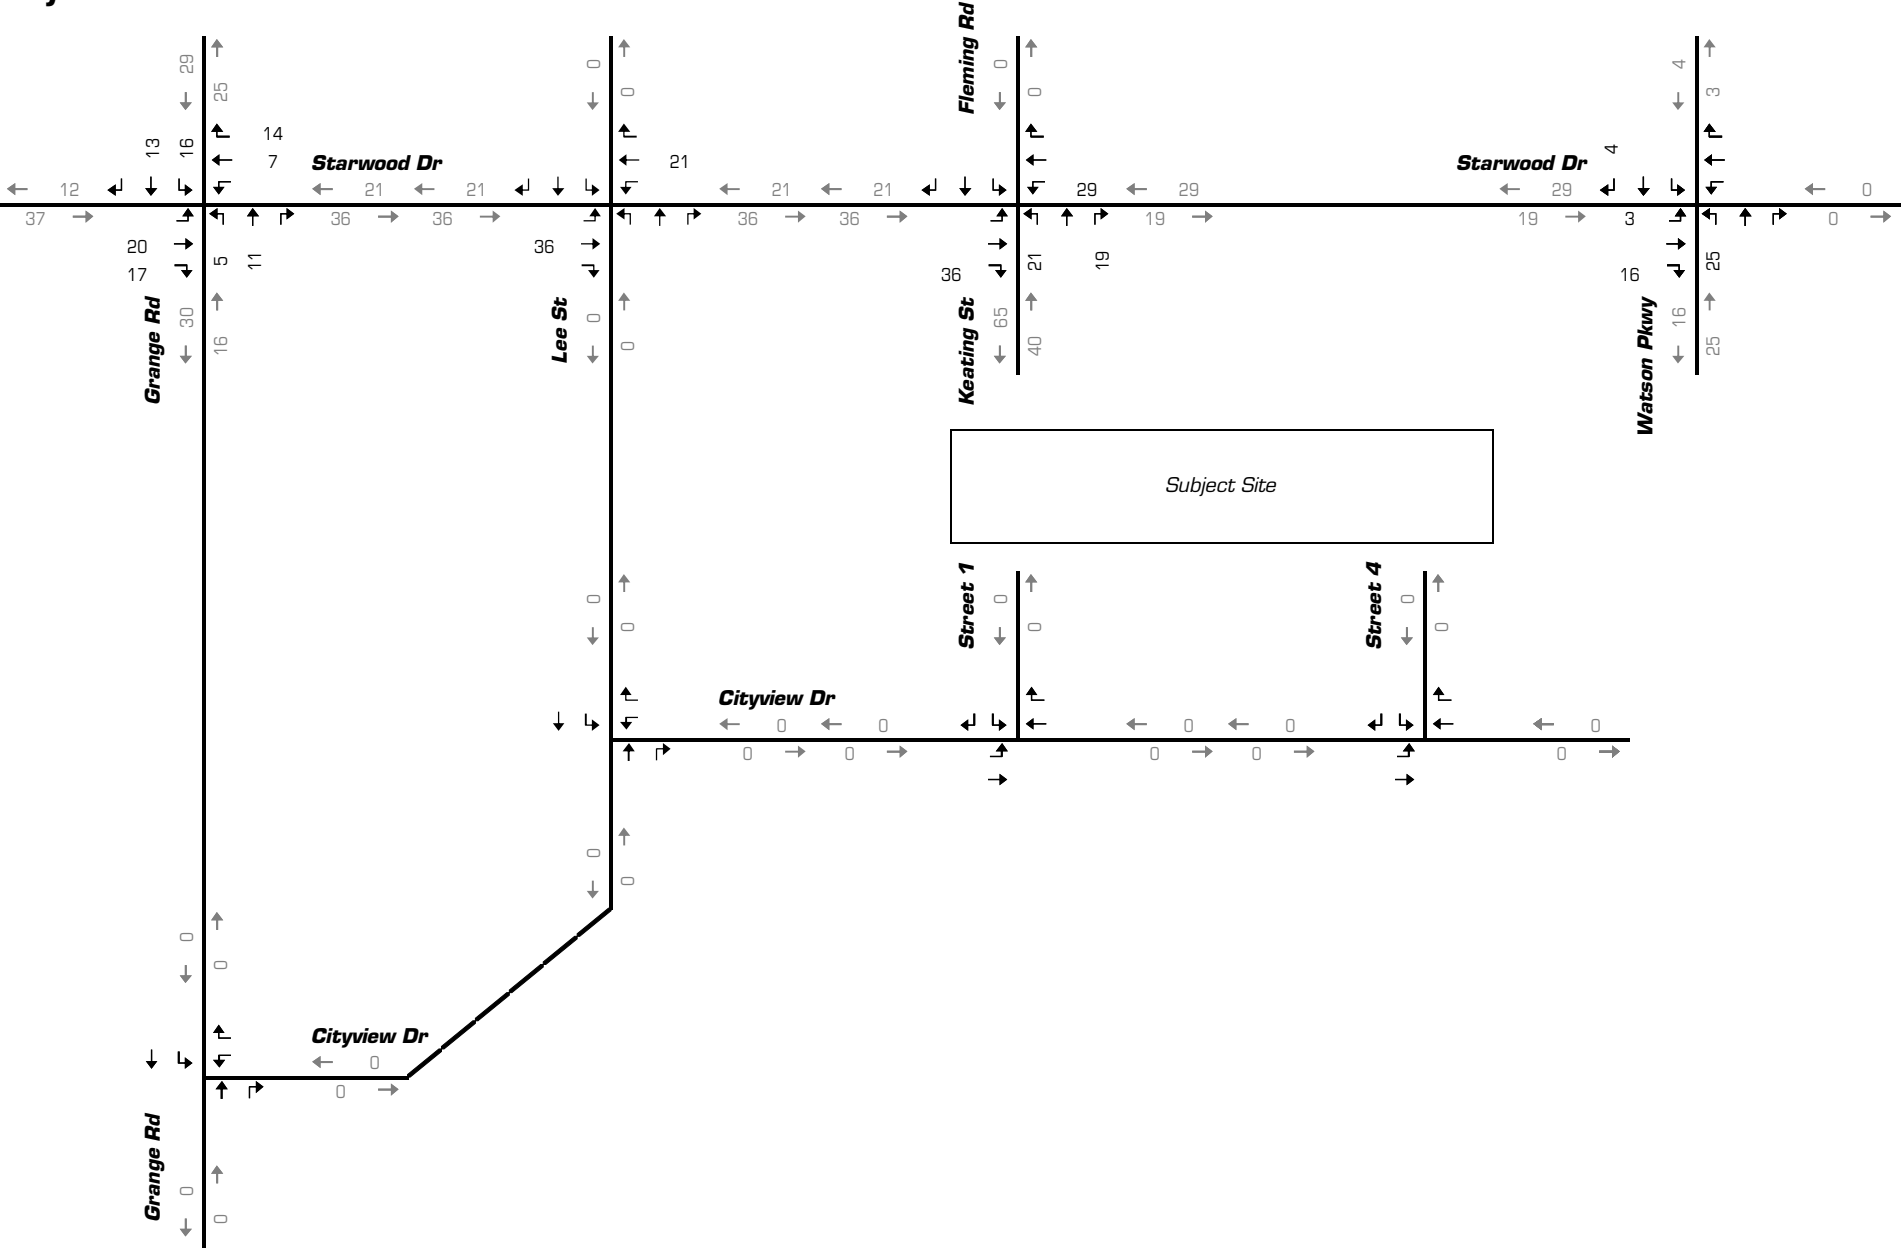 Fleming Rd
29 0 0 4
25 0 0 3
13 16 14
7 21 4
Starwood Dr Starwood Dr
12 21 21 21 21 29 29 29 0
37 36 36 36 36 19 19 3 0
20 36
17 5 11 36 21 19 16 25
Grange Rd 30 Lee St 0 Keating St 65 Watson Pkwy 16
16 0 40 25
Subject Site
Street 1 Street 4
0 0 0
0 0 0
Cityview Dr
0 0 0 0 0
0 0 0 0 0
0
0
0
0
Cityview Dr
0
0
Grange Rd
0
0